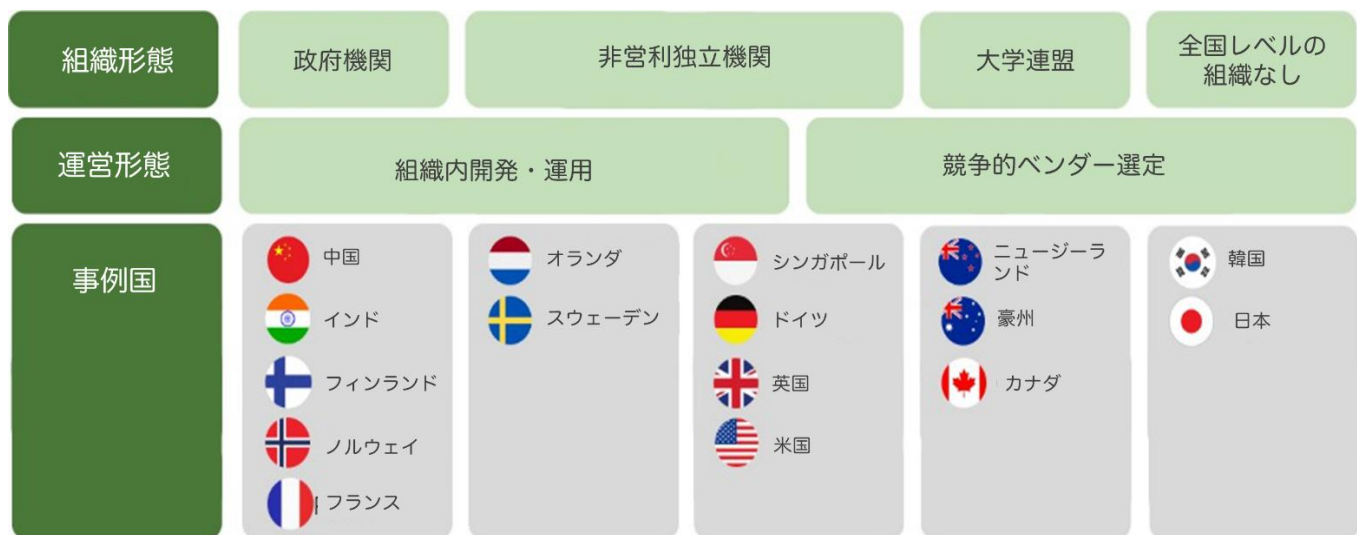 組織形態
政府機関
非営利独立機関
大学連盟
全国レベルの
組織なし
運営形態
組織内開発・運用
競争的ベンダー選定
事例国
中国
インド
フィンランド
ノルウェイ
フランス
オランダ
スウェーデン
シンガポール
ドイツ
英国
米国
ニュージーラ
ンド
豪州
カナダ
韓国
日本